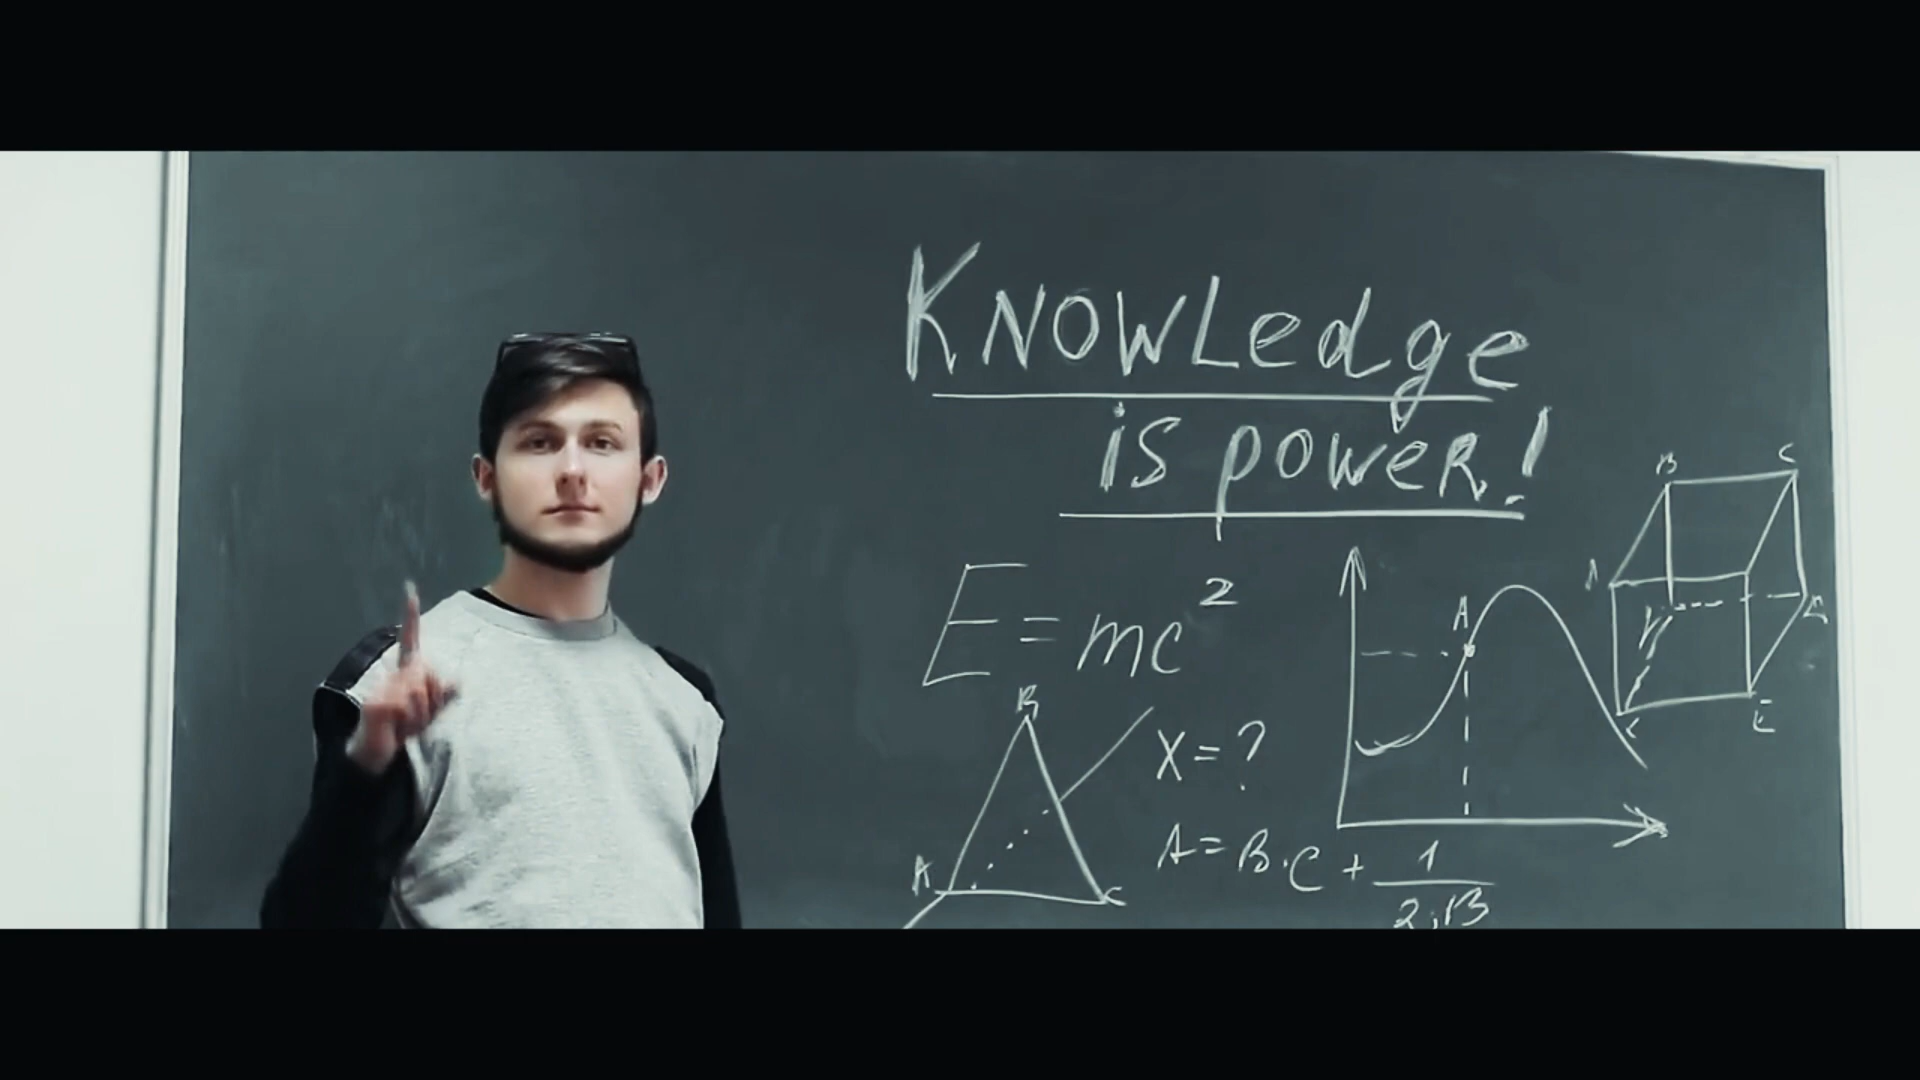 Knowledge
is power!
E = mc²
B
X = ?
A
C
A = B · C + 1
2 · B
A
B
C
E